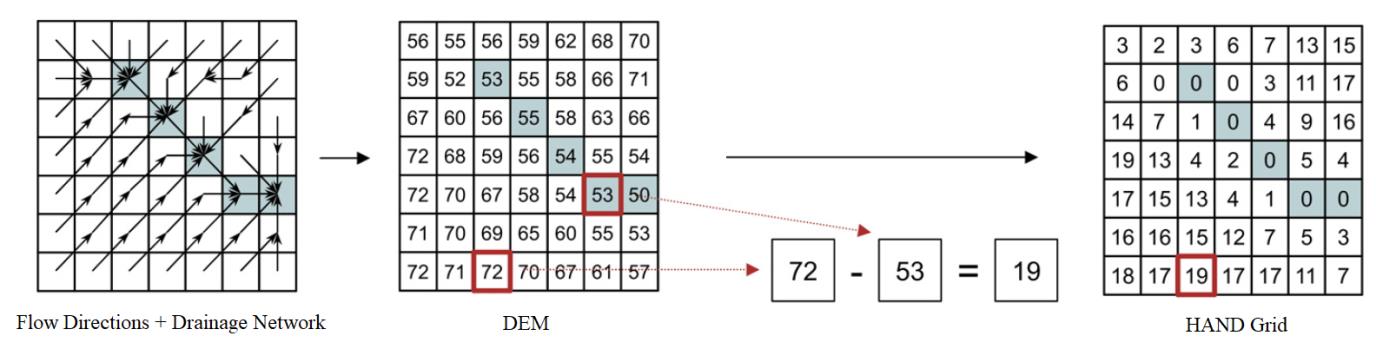 56 55 56 59 62 68 70
59 52 53 55 58 66 71
67 60 56 55 58 63 66
72 68 59 56 54 55 54
72 70 67 58 54 53 50
71 70 69 65 60 55 53
72 71 72 70 67 61 57
72 - 53 = 19
3 2 3 6 7 13 15
6 0 0 0 3 11 17
14 7 1 0 4 9 16
19 13 4 2 0 5 4
17 15 13 4 1 0 0
16 16 15 12 7 5 3
18 17 19 17 17 11 7
Flow Directions + Drainage Network
DEM
HAND Grid